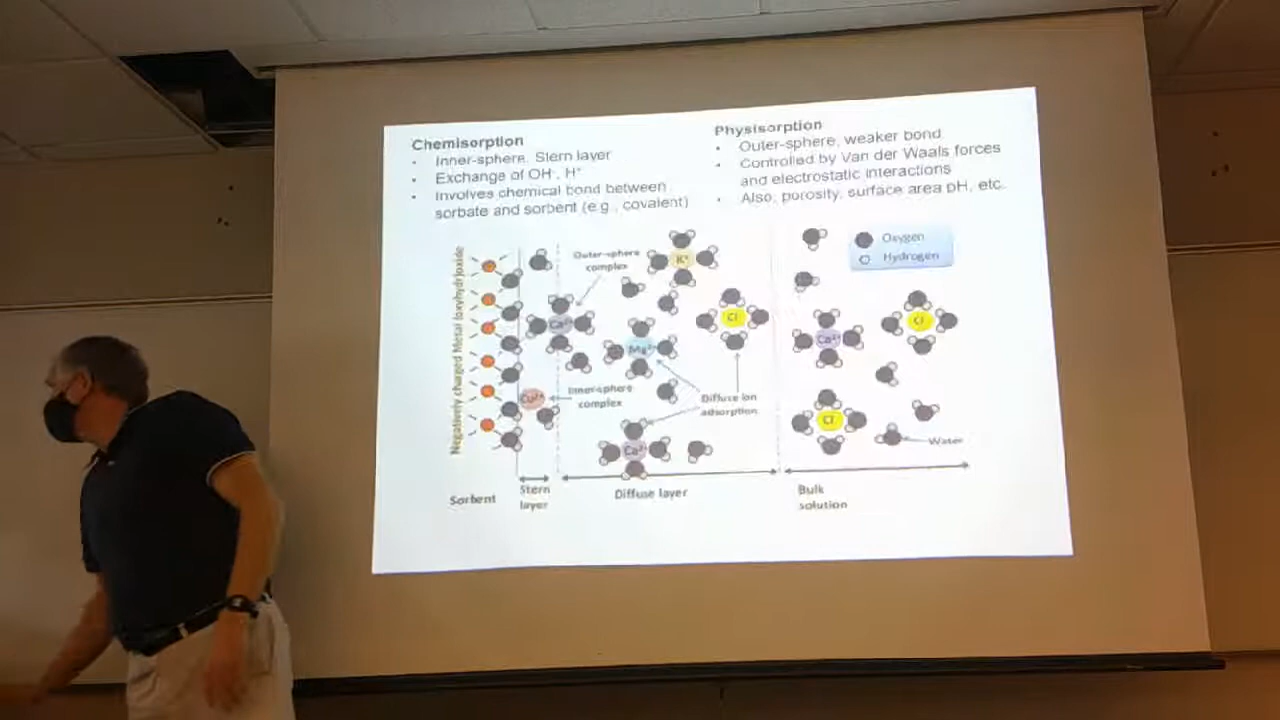 Chemisorption
• Inner-sphere, Stern layer
• Exchange of OH-, H+
• Involves chemical bond between
sorbate and sorbent (e.g., covalent)
Physisorption
• Outer-sphere, weaker bond
• Controlled by Van der Waals forces
and electrostatic interactions
• Also, porosity, surface area pH, etc.
Negatively charged Metal (oxyhydr)oxide
Outer-sphere
complex
K+
Oxygen
Hydrogen
Ca2+
Cl-
Mg2+
Ca2+
Cl-
Cu2+
Inner-sphere
complex
Diffuse ion
adsorption
Cl-
Water
Ca2+
Sorbent
Stern
layer
Diffuse layer
Bulk
solution